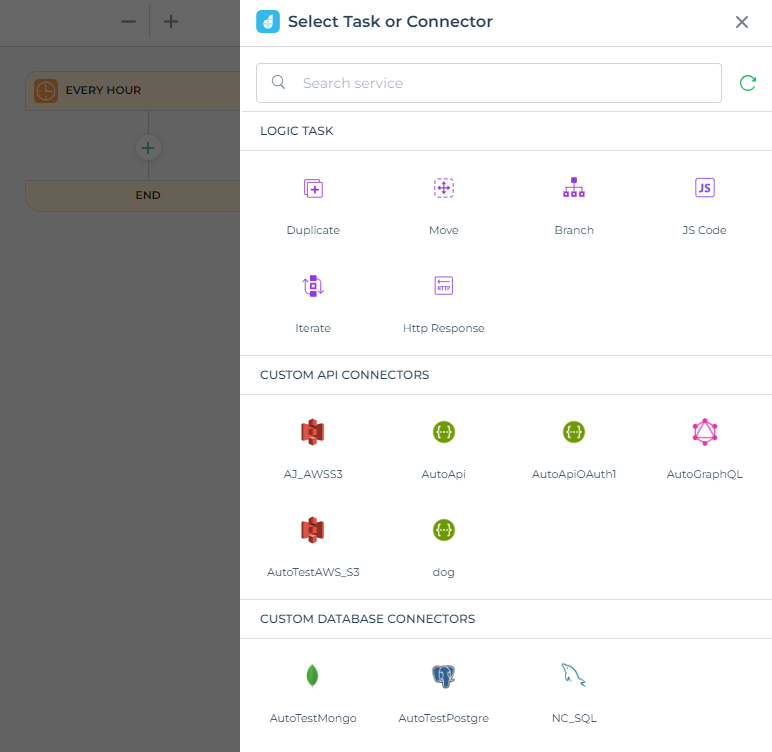 Select Task or Connector
EVERY HOUR
END
Search service
LOGIC TASK
Duplicate
Move
Branch
JS
JS Code
HTTP
Iterate
Http Response
CUSTOM API CONNECTORS
AJ_AWSS3
AutoApi
AutoApiOAuth1
AutoGraphQL
AutoTestAWS_S3
dog
CUSTOM DATABASE CONNECTORS
AutoTestMongo
AutoTestPostgre
NC_SQL